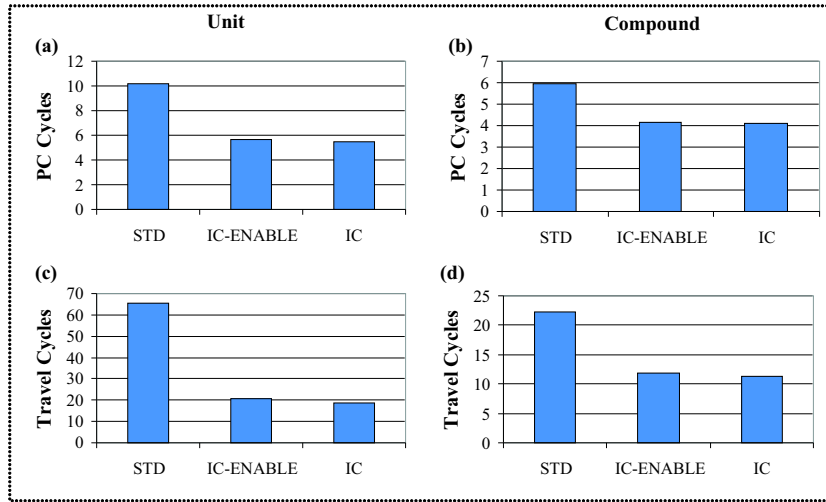 Unit
Compound
(a)
(b)
PC Cycles
12
10
8
6
4
2
0
STD IC-ENABLE IC
PC Cycles
7
6
5
4
3
2
1
0
STD IC-ENABLE IC
(c)
(d)
Travel Cycles
70
60
50
40
30
20
10
0
STD IC-ENABLE IC
Travel Cycles
25
20
15
10
5
0
STD IC-ENABLE IC